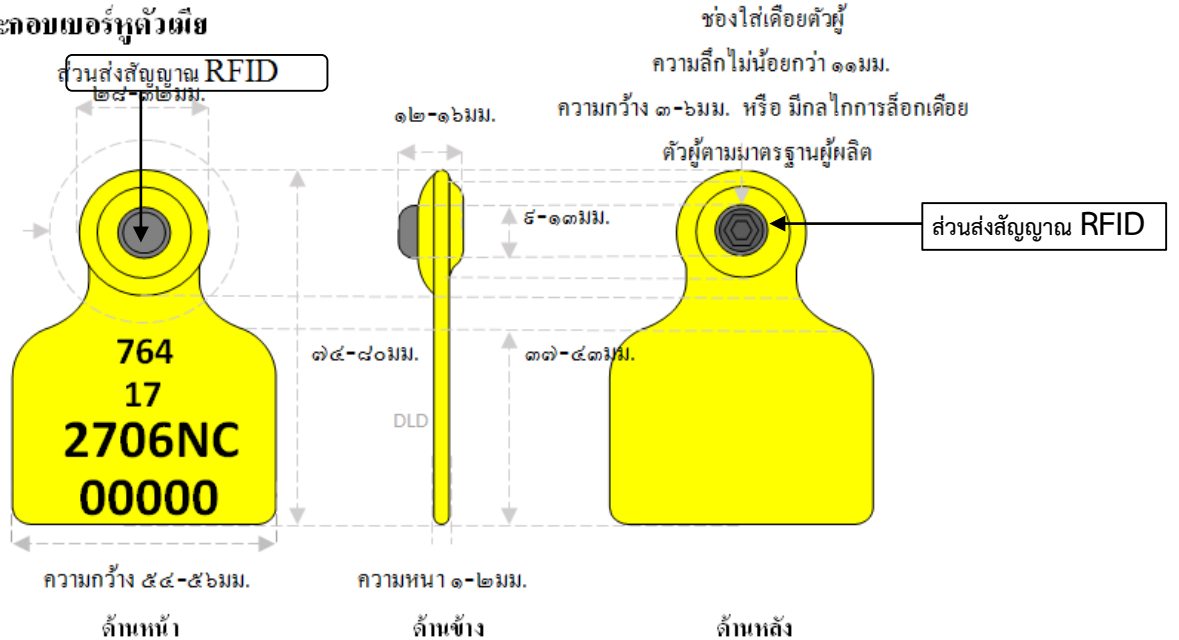 ะกอบเบอร์หูตัวเมีย
ส่วนส่งสัญญาณ RFID
๒๘-๓๒มม.
ช่องใส่เดือยตัวผู้
ความลึกไม่น้อยกว่า ๑๑มม.
ความกว้าง ๓-๖มม. หรือ มีกลไกการล็อกเดือย
ตัวผู้ตามมาตรฐานผู้ผลิต
๑๒-๑๖มม.
๙-๑๓มม.
ส่วนส่งสัญญาณ RFID
764
17
2706NC
00000
๗๔-๘๐มม.
๓๗-๔๓มม.
DLD
ความกว้าง ๕๔-๕๖มม.
ความหนา ๑-๒มม.
ด้านหน้า
ด้านข้าง
ด้านหลัง